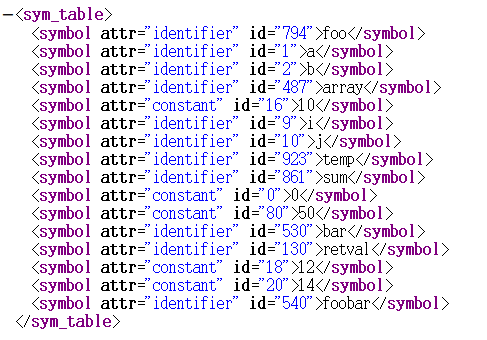 −<sym_table>
<symbol attr="identifier" id="794">foo</symbol>
<symbol attr="identifier" id="1">a</symbol>
<symbol attr="identifier" id="2">b</symbol>
<symbol attr="identifier" id="487">array</symbol>
<symbol attr="constant" id="16">10</symbol>
<symbol attr="identifier" id="9">i</symbol>
<symbol attr="identifier" id="10">j</symbol>
<symbol attr="identifier" id="923">temp</symbol>
<symbol attr="identifier" id="861">sum</symbol>
<symbol attr="constant" id="0">0</symbol>
<symbol attr="constant" id="80">50</symbol>
<symbol attr="identifier" id="530">bar</symbol>
<symbol attr="identifier" id="130">retval</symbol>
<symbol attr="constant" id="18">12</symbol>
<symbol attr="constant" id="20">14</symbol>
<symbol attr="identifier" id="540">foobar</symbol>
</sym_table>